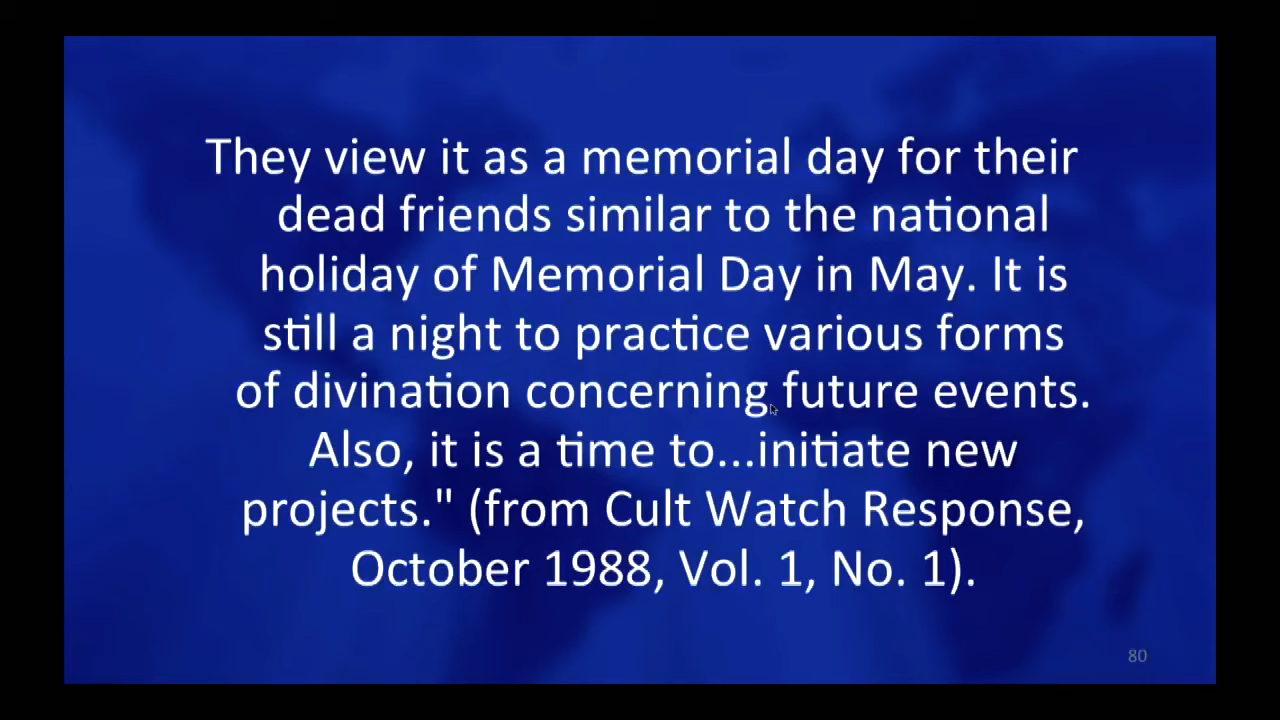 They view it as a memorial day for their
dead friends similar to the national
holiday of Memorial Day in May. It is
still a night to practice various forms
of divination concerning future events.
Also, it is a time to...initiate new
projects." (from Cult Watch Response,
October 1988, Vol. 1, No. 1).
80